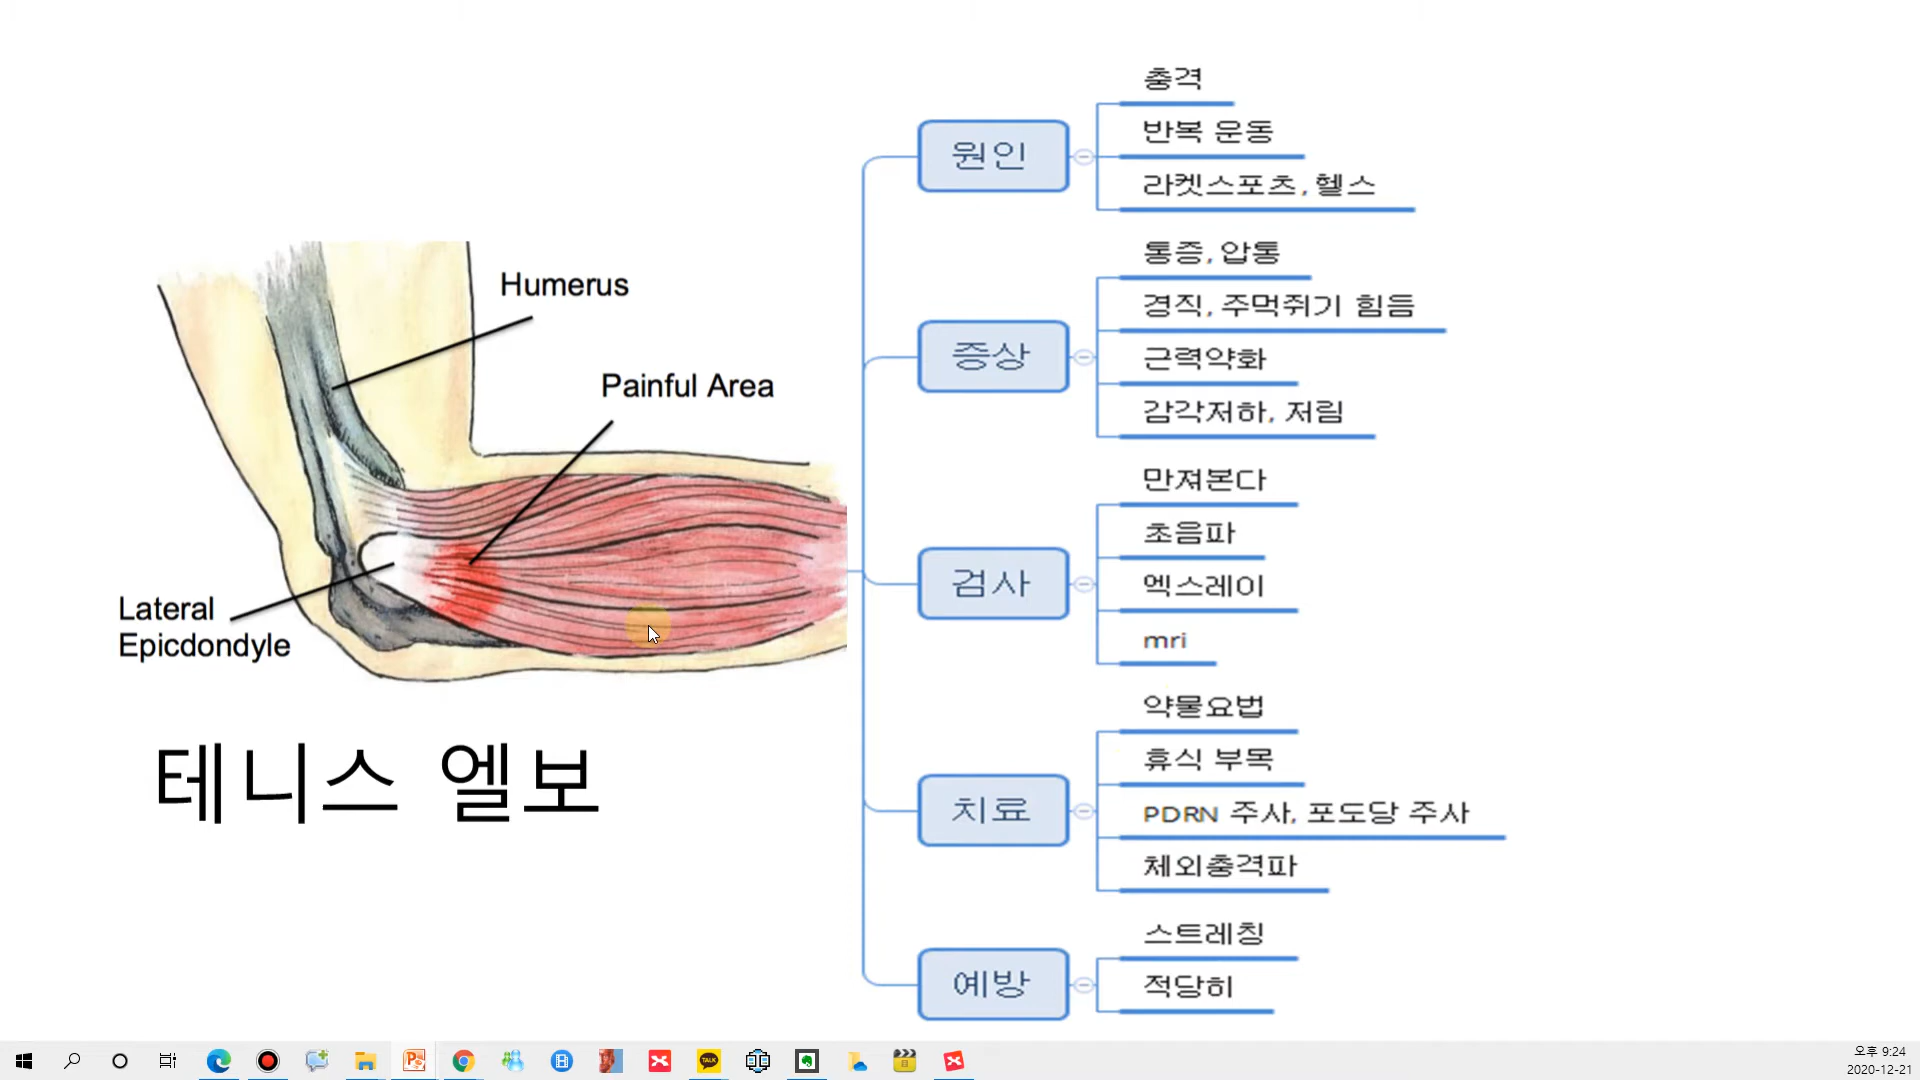 Humerus
Painful Area
Lateral
Epicdondyle
테니스 엘보
원인
충격
반복 운동
라켓스포츠, 헬스
증상
통증, 압통
경직, 주먹쥐기 힘듬
근력약화
감각저하, 저림
검사
만져본다
초음파
엑스레이
mri
치료
약물요법
휴식 부목
PDRN 주사, 포도당 주사
체외충격파
예방
스트레칭
적당히
TALK
오후 9:24
2020-12-21